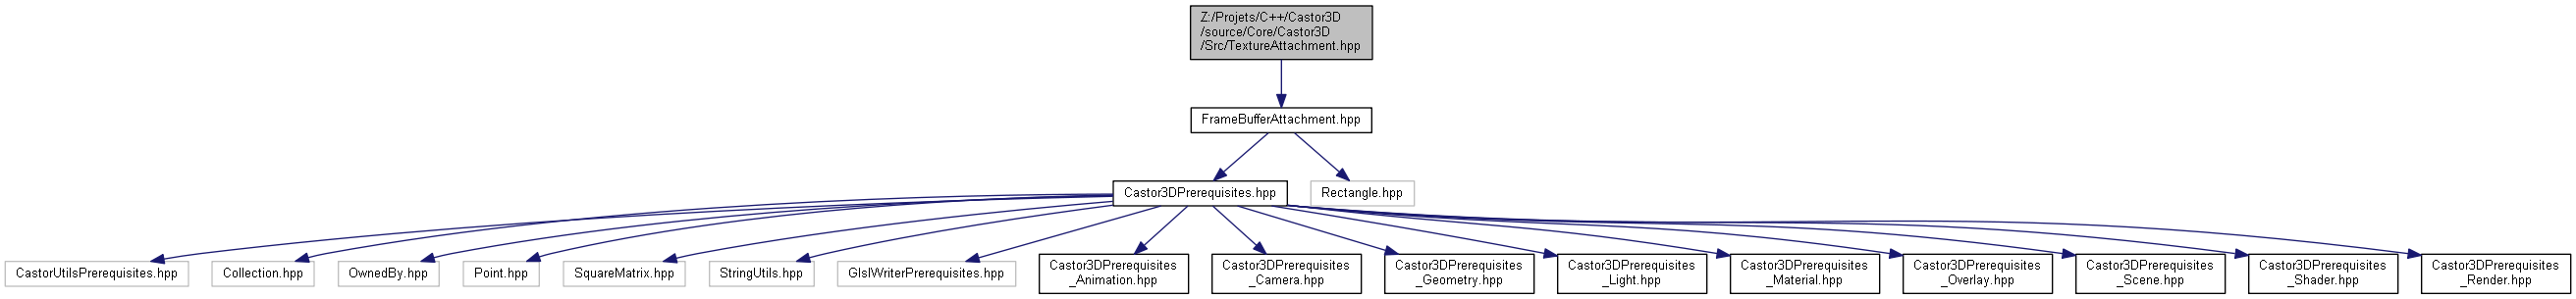 Z:/Projets/C++/Castor3D
/source/Core/Castor3D
/Src/TextureAttachment.hpp
FrameBufferAttachment.hpp
Castor3DPrerequisites.hpp
Rectangle.hpp
CastorUtilsPrerequisites.hpp
Collection.hpp
OwnedBy.hpp
Point.hpp
SquareMatrix.hpp
StringUtils.hpp
GlslWriterPrerequisites.hpp
Castor3DPrerequisites
_Animation.hpp
Castor3DPrerequisites
_Camera.hpp
Castor3DPrerequisites
_Geometry.hpp
Castor3DPrerequisites
_Light.hpp
Castor3DPrerequisites
_Material.hpp
Castor3DPrerequisites
_Overlay.hpp
Castor3DPrerequisites
_Scene.hpp
Castor3DPrerequisites
_Shader.hpp
Castor3DPrerequisites
_Render.hpp